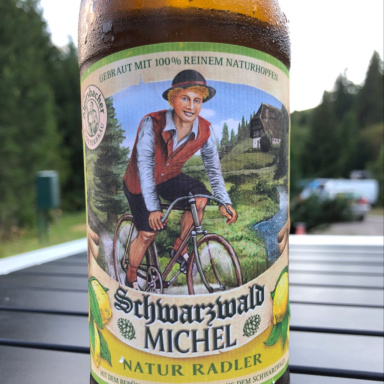 GEBRAUT MIT 100% REINEM NATURHOPFEN
Schwarzwald
MICHEL
NATUR RADLER